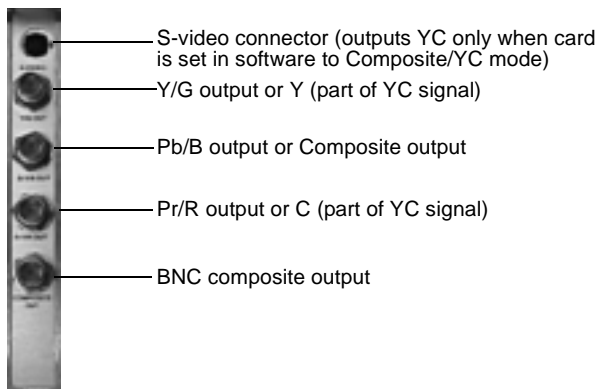 S-video connector (outputs YC only when card
is set in software to Composite/YC mode)
Y/G output or Y (part of YC signal)
Pb/B output or Composite output
Pr/R output or C (part of YC signal)
BNC composite output